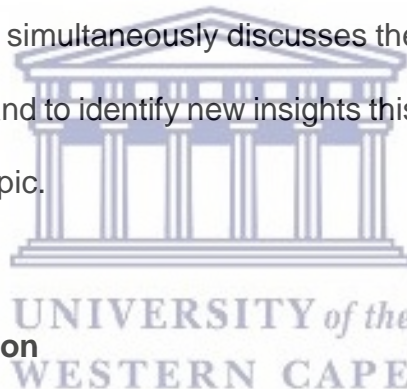 simultaneously discusses the
nd to identify new insights this
pic.
UNIVERSITY of the
on
WESTERN CAPE